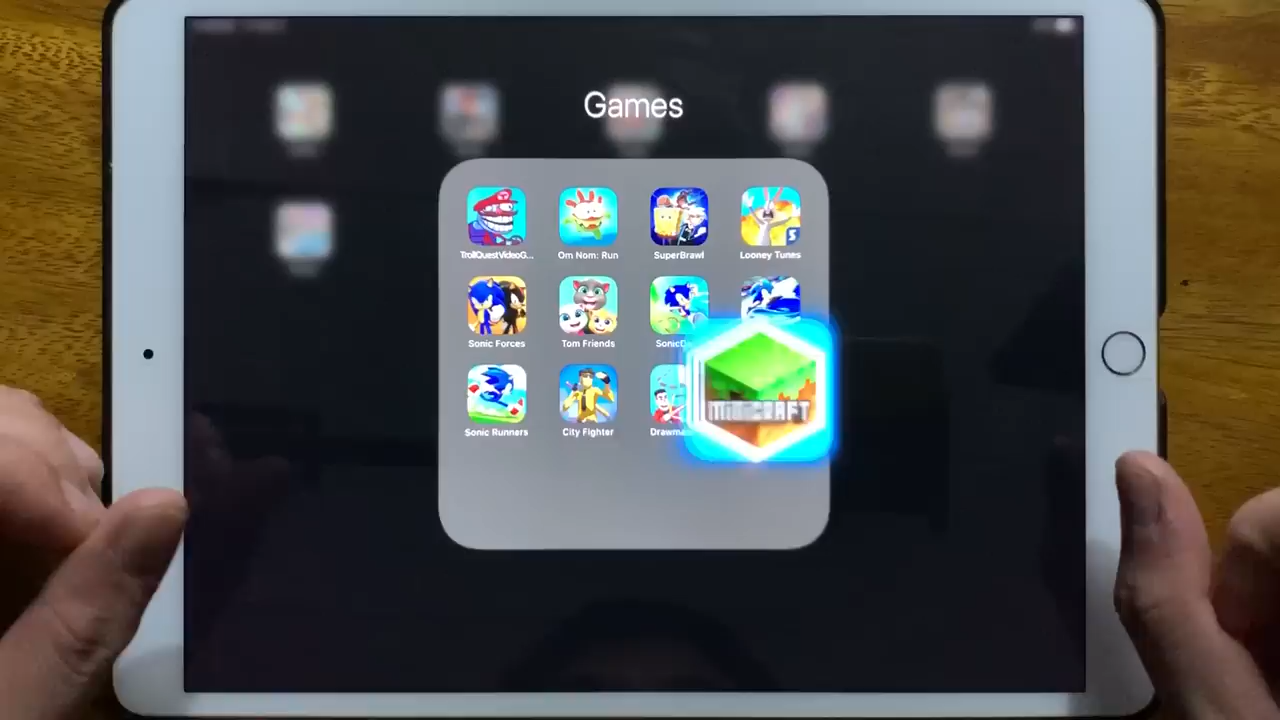 Games
TrollQuestVideoG...
Om Nom: Run
SuperBrawl
Looney Tunes
Sonic Forces
Tom Friends
Sonic Runners
City Fighter